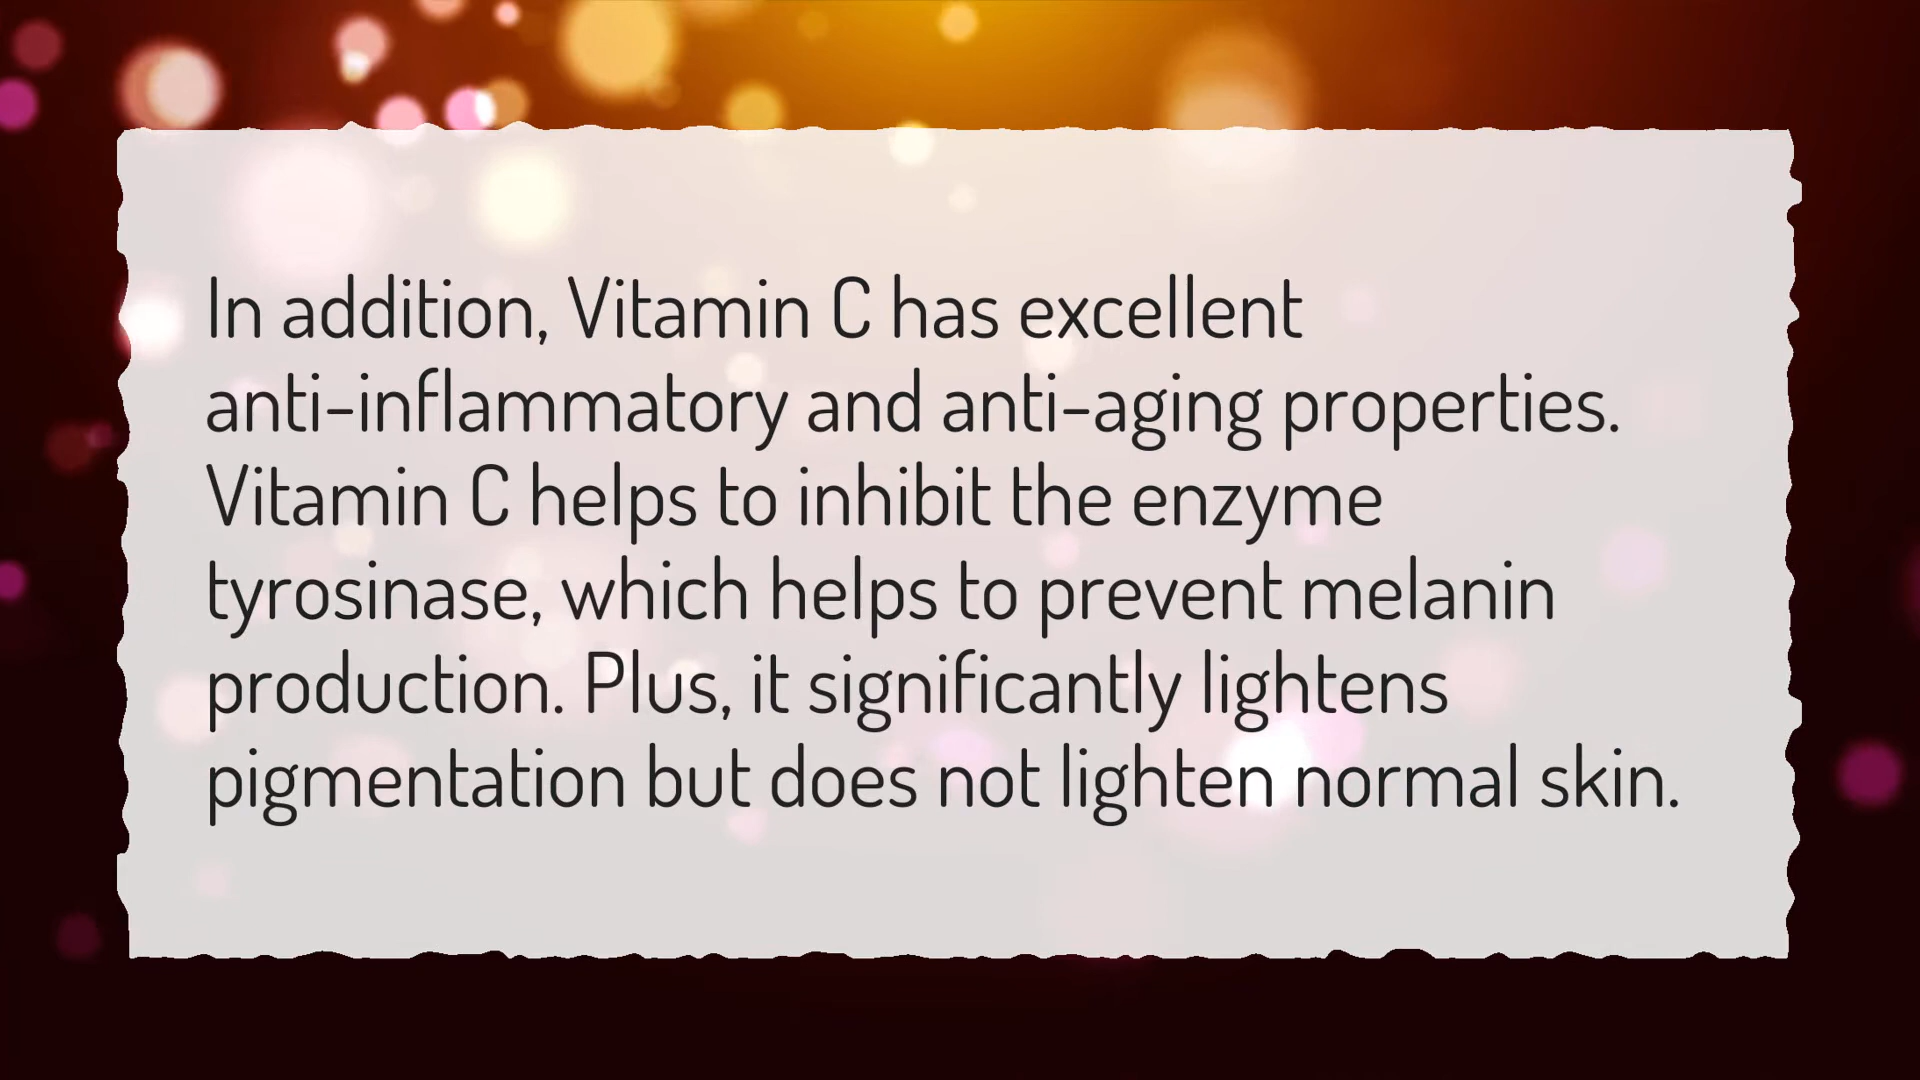 In addition, Vitamin C has excellent
anti-inflammatory and anti-aging properties.
Vitamin C helps to inhibit the enzyme
tyrosinase, which helps to prevent melanin
production. Plus, it significantly lightens
pigmentation but does not lighten normal skin.